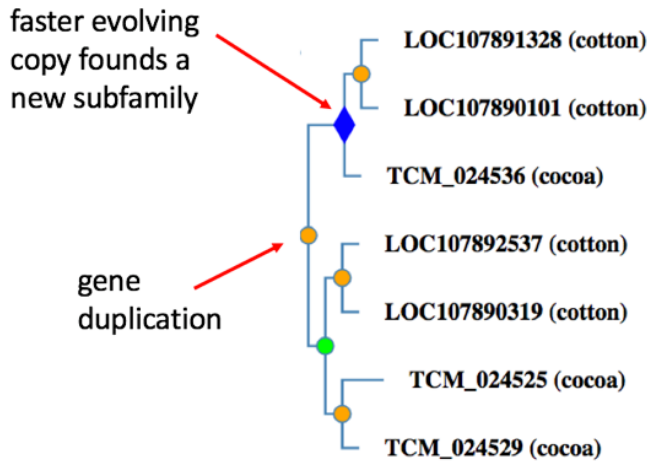 faster evolving
copy founds a
new subfamily
LOC107891328 (cotton)
LOC107890101 (cotton)
TCM_024536 (cocoa)
LOC107892537 (cotton)
gene
duplication
LOC107890319 (cotton)
TCM_024525 (cocoa)
TCM_024529 (cocoa)